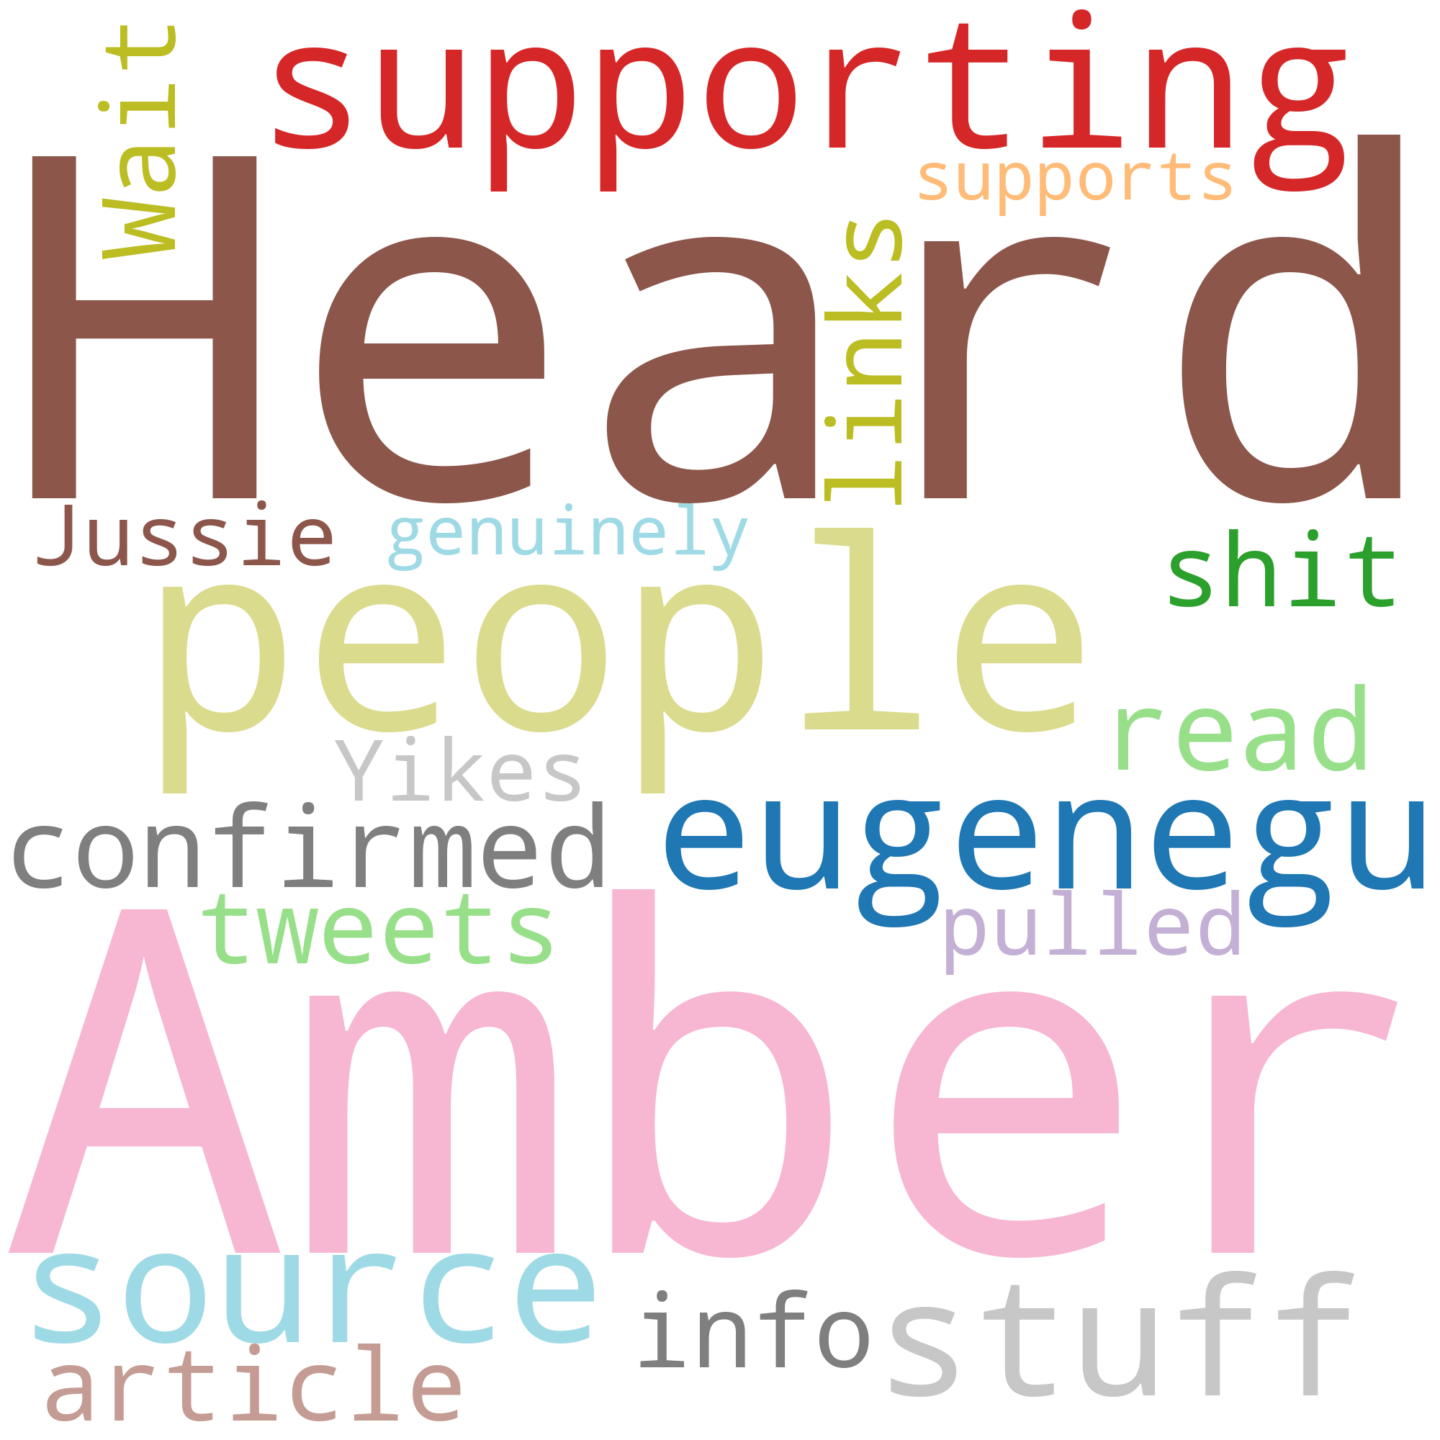 Wait
supporting
supports
Heard
links
Jussie
genuinely
shit
people
read
Yikes
confirmed
eugenegu
tweets
pulled
Amber
source
info
stuff
article